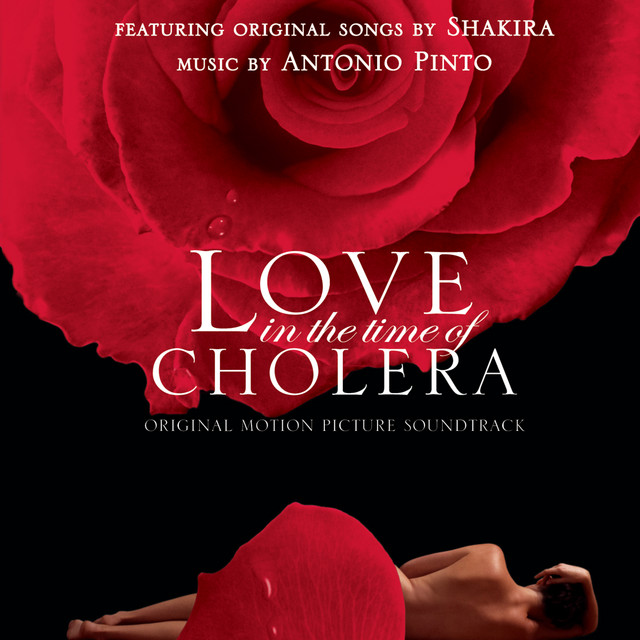 FEATURING ORIGINAL SONGS BY SHAKIRA
MUSIC BY ANTONIO PINTO
LOVE
in the time of
CHOLERA
ORIGINAL MOTION PICTURE SOUNDTRACK